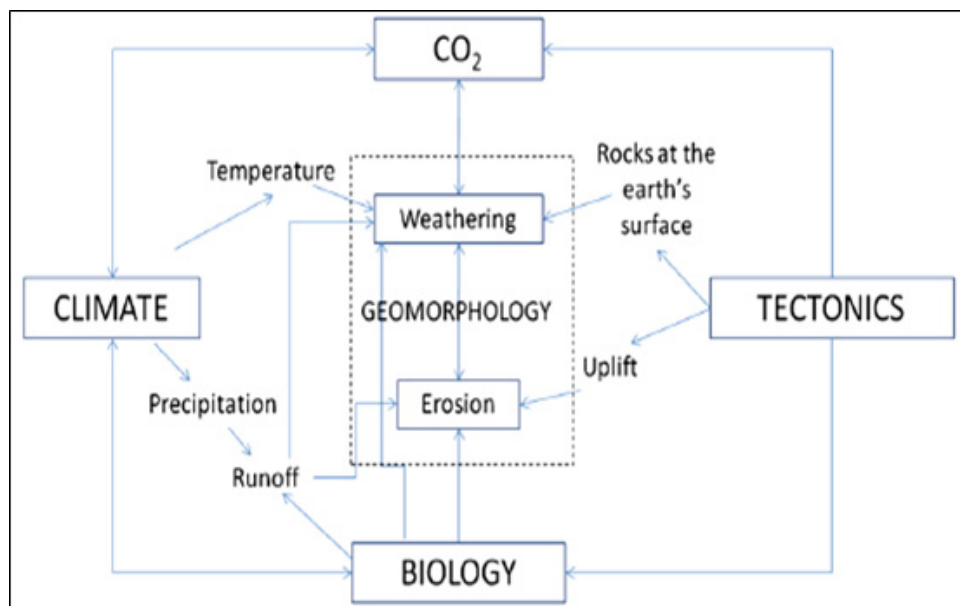 CO₂
Temperature
Rocks at the
earth's
surface
Weathering
CLIMATE
GEOMORPHOLOGY
TECTONICS
Uplift
Precipitation
Erosion
Runoff
BIOLOGY